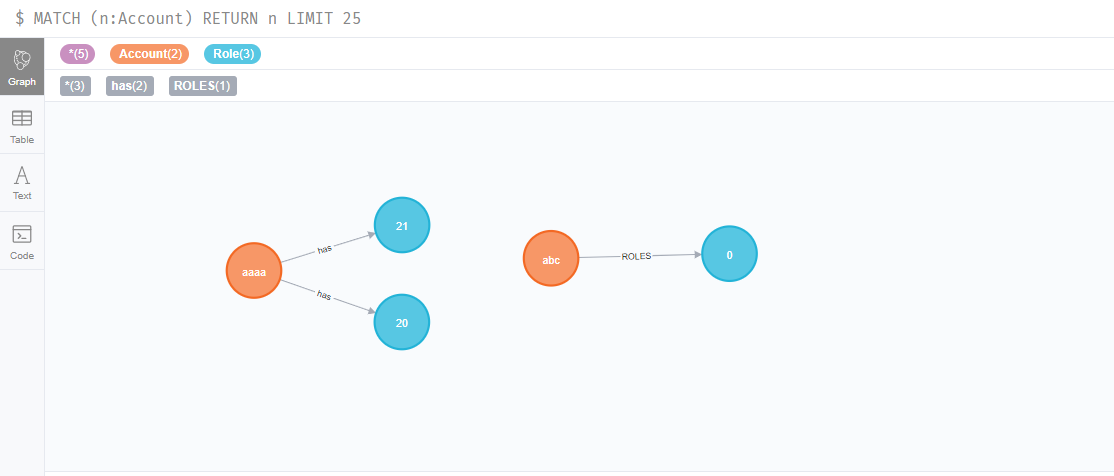 $ MATCH (n:Account) RETURN n LIMIT 25
*(5) Account(2) Role(3)
Graph
*(3) has(2) ROLES(1)
Table
Text
Code
21
has
aaaa
has
20
abc
ROLES
0